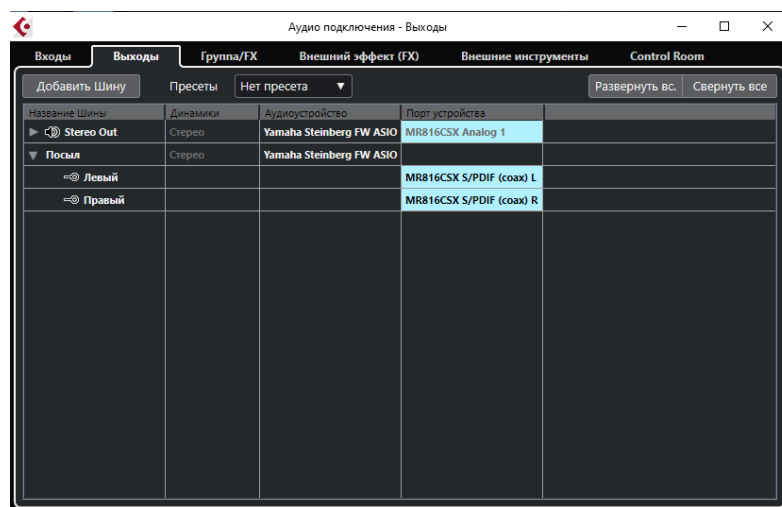 Аудио подключения - Выходы
Входы Выходы Группа/FX Внешний эффект (FX) Внешние инструменты Control Room
Добавить Шину Пресеты Нет пресета Развернуть вс. Свернуть все
Название Шины Динамики Аудиоустройство Порт устройства
Stereo Out Стерео Yamaha Steinberg FW ASIO MR816CSX Analog 1
Посыл Стерео Yamaha Steinberg FW ASIO
Левый MR816CSX S/PDIF (coax) L
Правый MR816CSX S/PDIF (coax) R